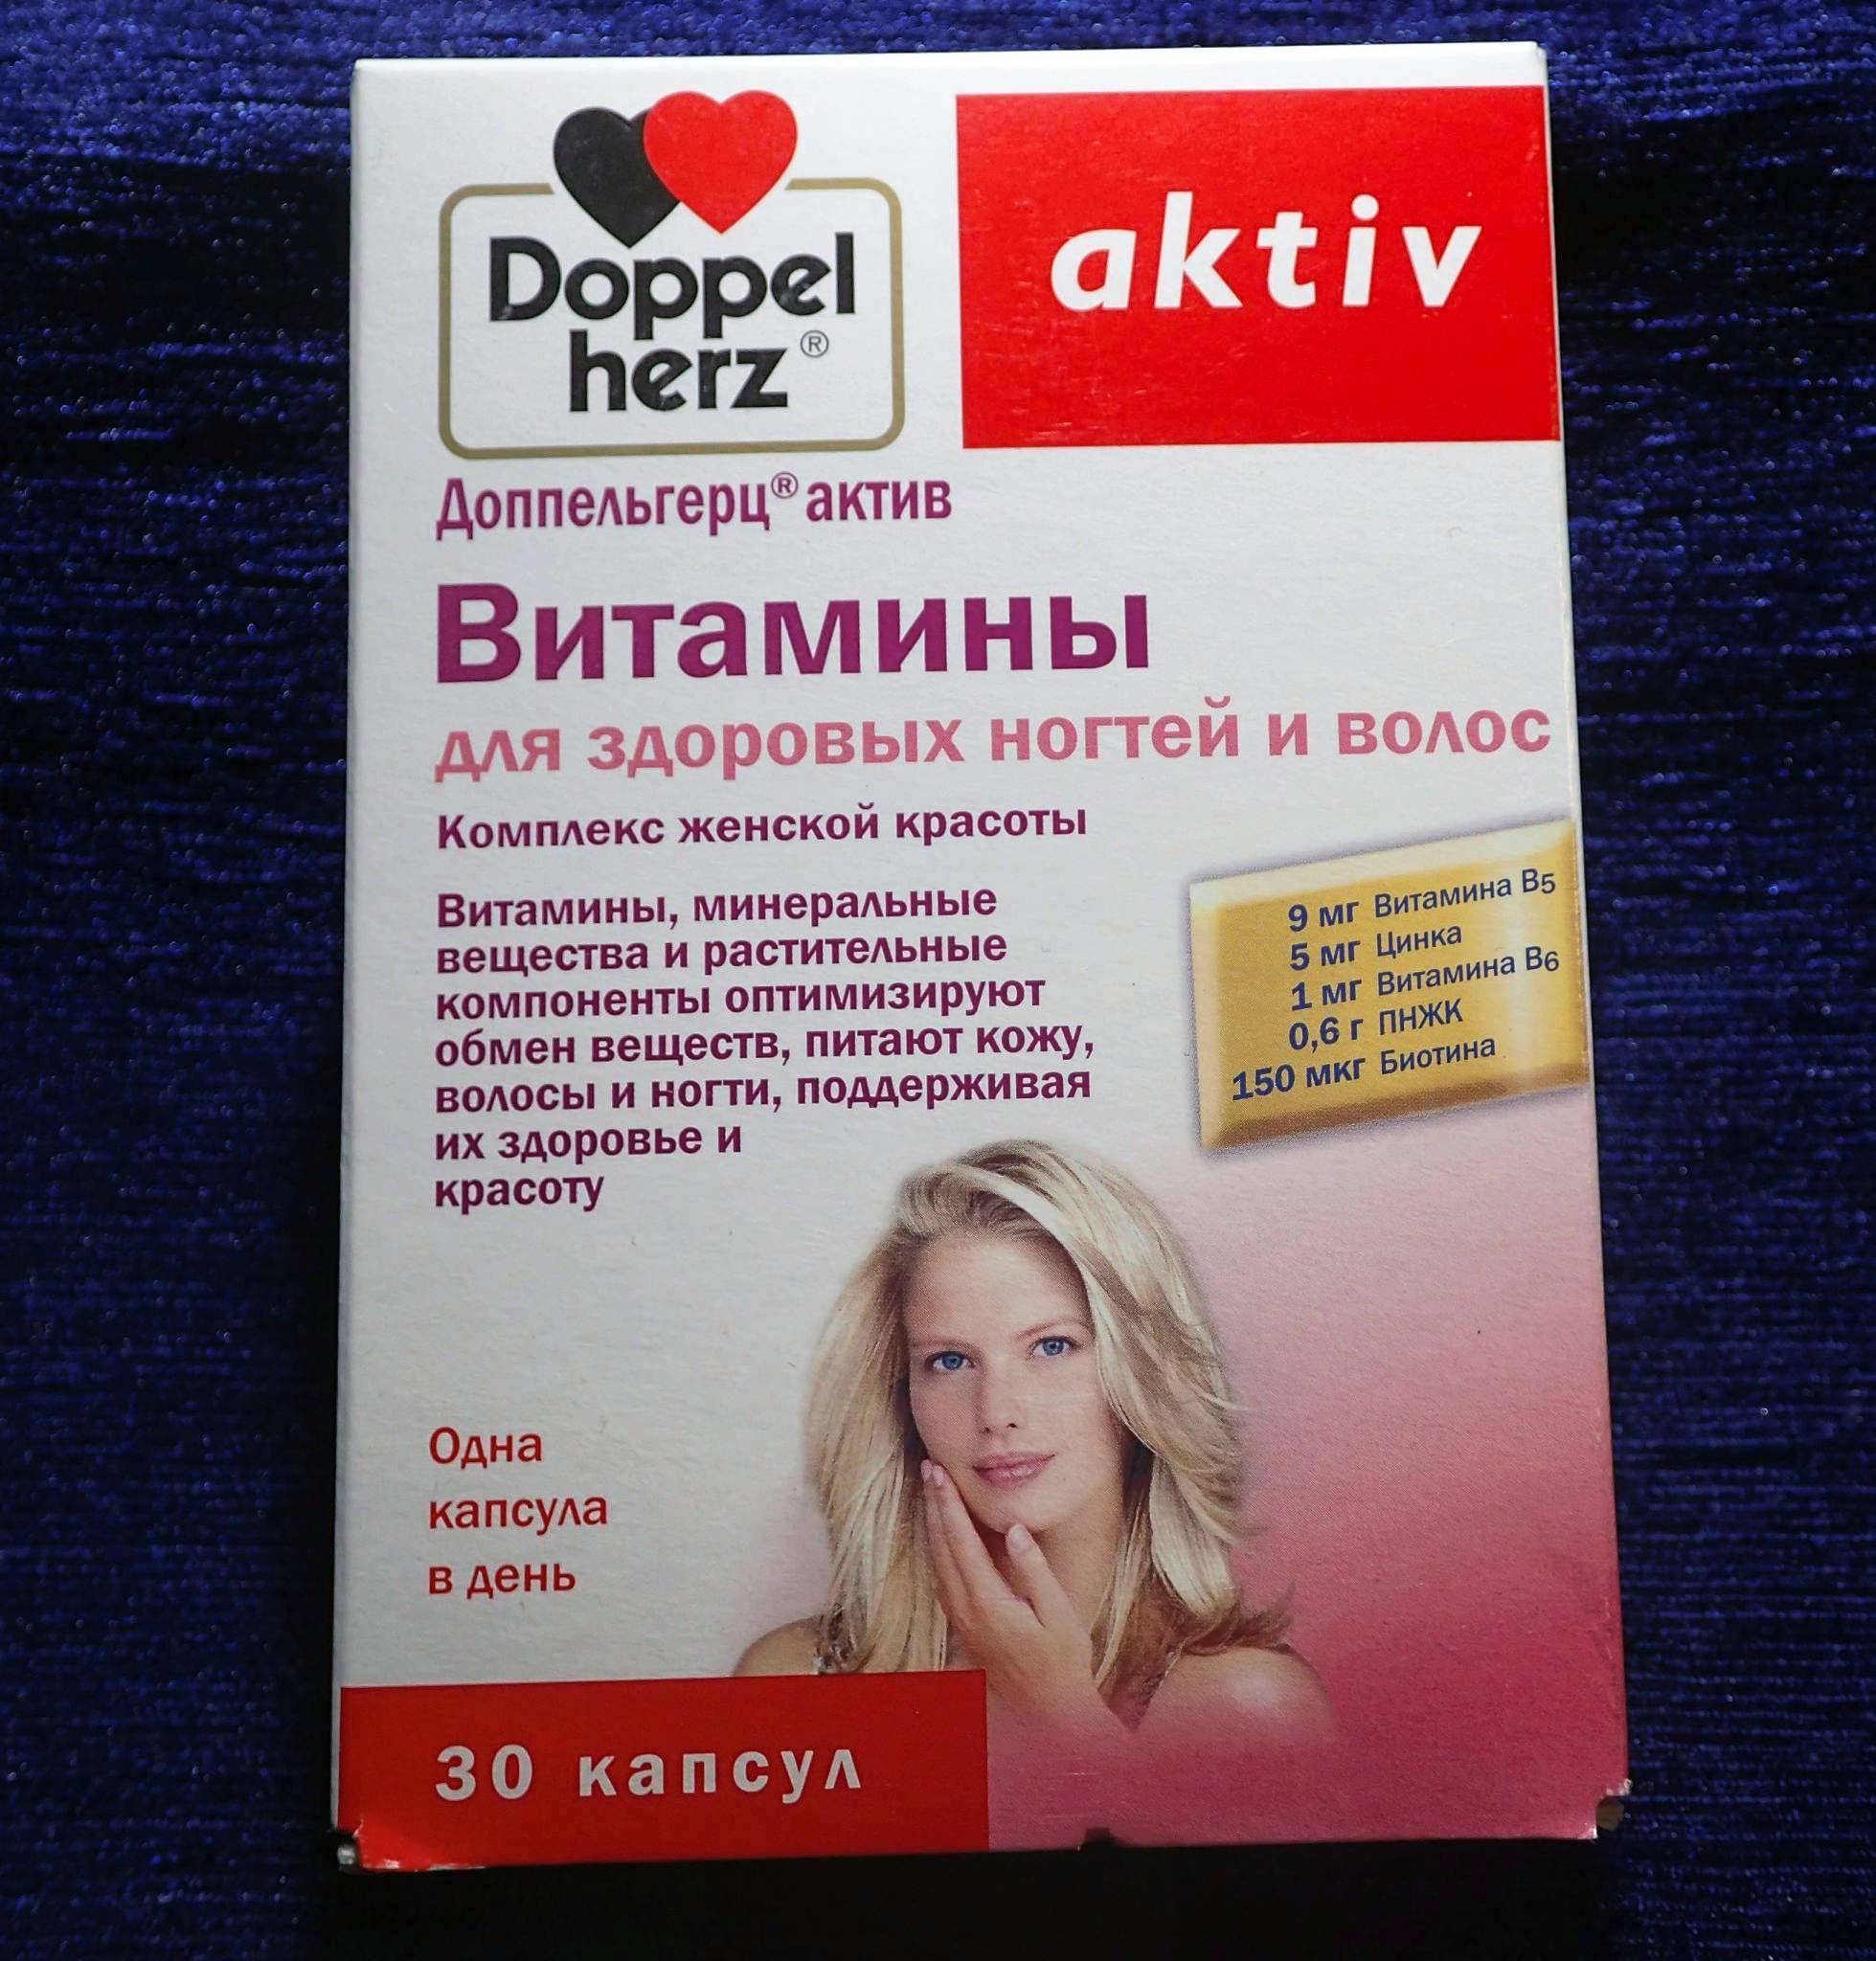 Doppel
herz®
aktiv
Доппельгерц® актив
Витамины
для здоровых ногтей и волос
Комплекс женской красоты
Витамины, минеральные
вещества и растительные
компоненты оптимизируют
обмен веществ, питают кожу,
волосы и ногти, поддерживая
их здоровье и
красоту
9 мг Витамина B5
5 мг Цинка
1 мг Витамина B6
0,6 г ПНЖК
150 мкг Биотина
Одна
капсула
в день
30 капсул